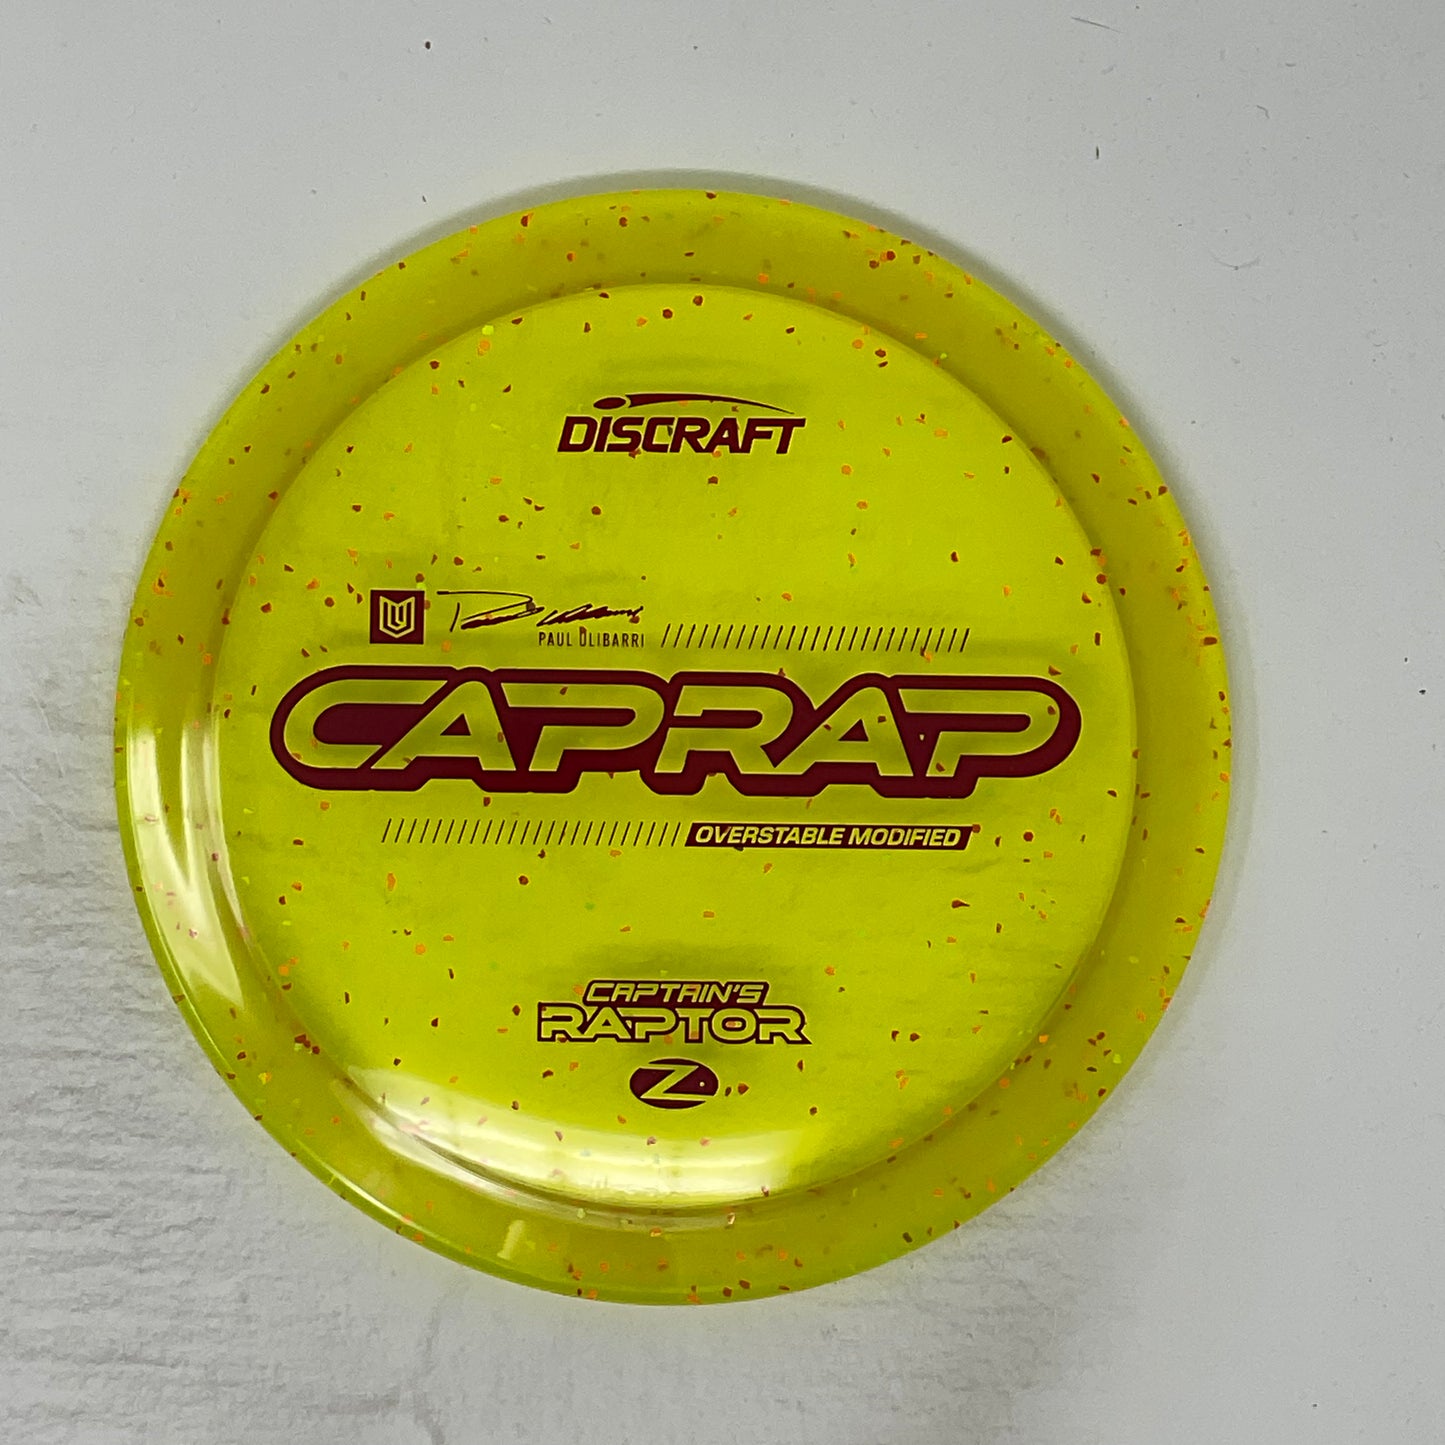 DISCRAFT
PAUL ULIBARRI
CAPRAP
OVERSTABLE MODIFIED
CAPTAIN'S
RAPTOR
Z